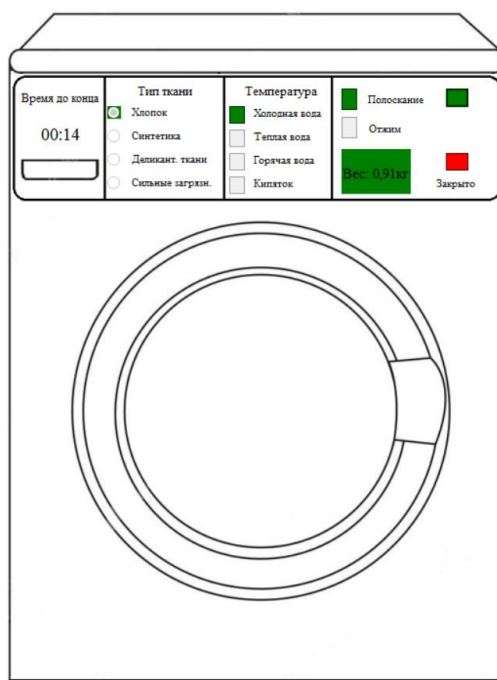 Время до конца
00:14
Тип ткани
Хлопок
Синтетика
Деликант. ткани
Сильные загрязн.
Температура
Холодная вода
Теплая вода
Горячая вода
Кипяток
Полоскание
Отжим
Вес: 0,91кг
Закрыто